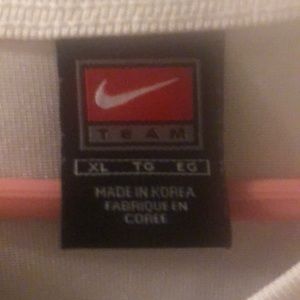 TEAM
XL TG EG
MADE IN KOREA
FABRIQUE EN
COREE